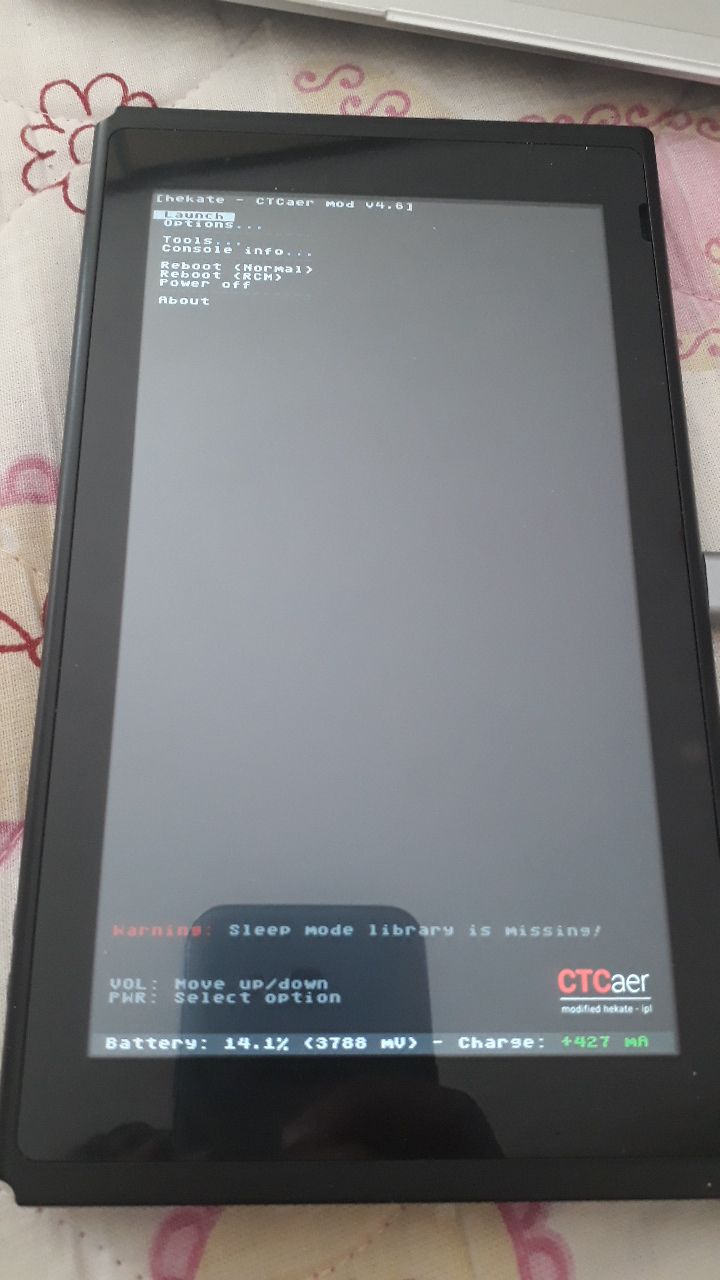 [hekate - CTCaer mod v4.6]
Launch
Options...
Tools...
Console info...
Reboot (Normal)
Reboot (RCM)
Power off
About
Warning: Sleep mode library is missing!
VOL: Move up/down
PWR: Select option
CTCaer
modified hekate - ipl
Battery: 14.1% (3788 mV) - Charge: +427 mA